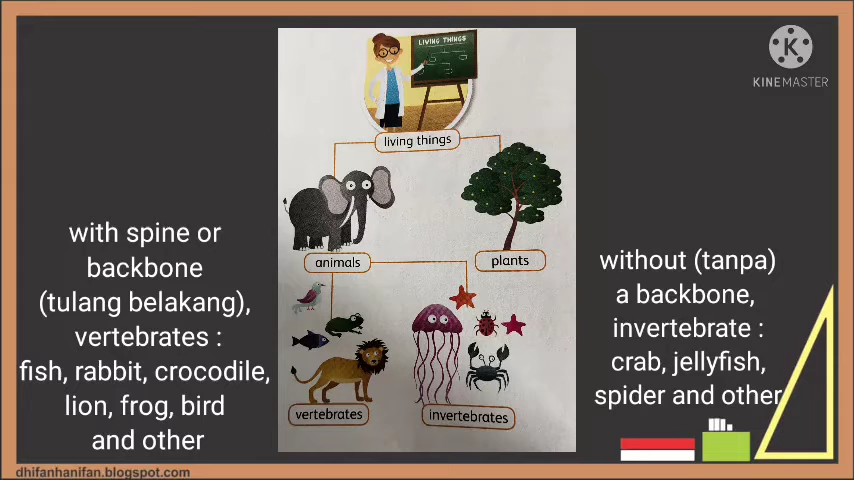 KINEMASTER
LIVING THINGS
living things
animals
plants
vertebrates
invertebrates
with spine or
backbone
(tulang belakang),
vertebrates :
fish, rabbit, crocodile,
lion, frog, bird
and other
without (tanpa)
a backbone,
invertebrate :
crab, jellyfish,
spider and other
dhifanhanifan.blogspot.com